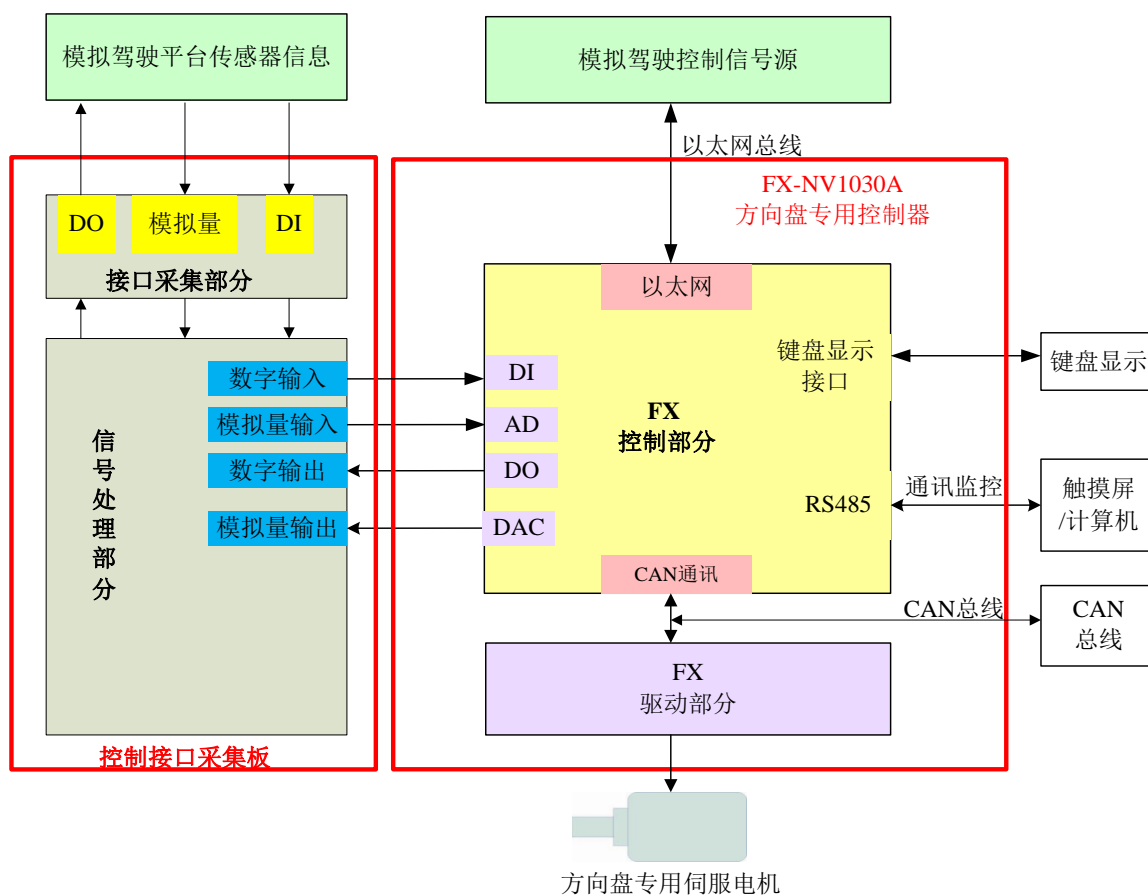 模拟驾驶平台传感器信息
模拟驾驶控制信号源
以太网总线
FX-NV1030A
方向盘专用控制器
DO
模拟量
DI
接口采集部分
以太网
信号处理部分
数字输入
模拟量输入
数字输出
模拟量输出
DI
AD
DO
DAC
FX
控制部分
键盘显示
接口
RS485
CAN通讯
键盘显示
通讯监控
触摸屏
/计算机
CAN总线
CAN
总线
FX
驱动部分
控制接口采集板
方向盘专用伺服电机